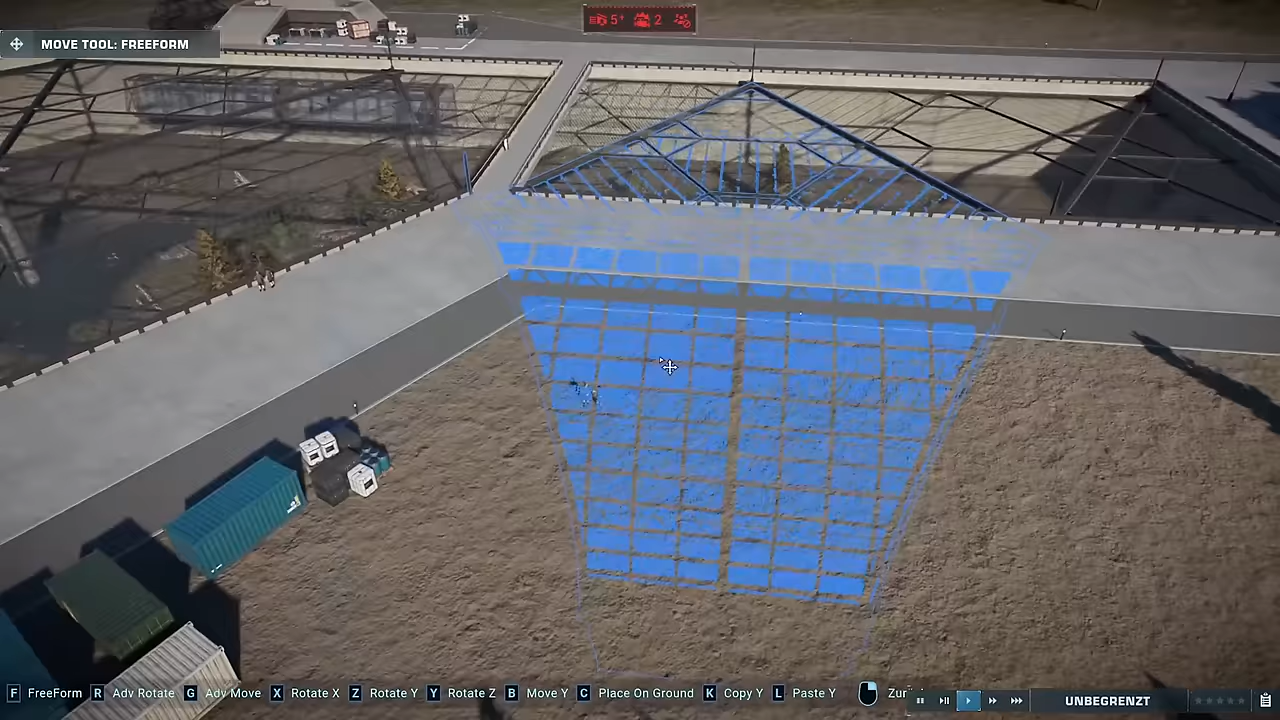 5+ 2
MOVE TOOL: FREEFORM
F FreeForm R Adv Rotate G Adv Move X Rotate X Z Rotate Y Y Rotate Z B Move Y C Place On Ground K Copy Y L Paste Y UNBEGRENZT